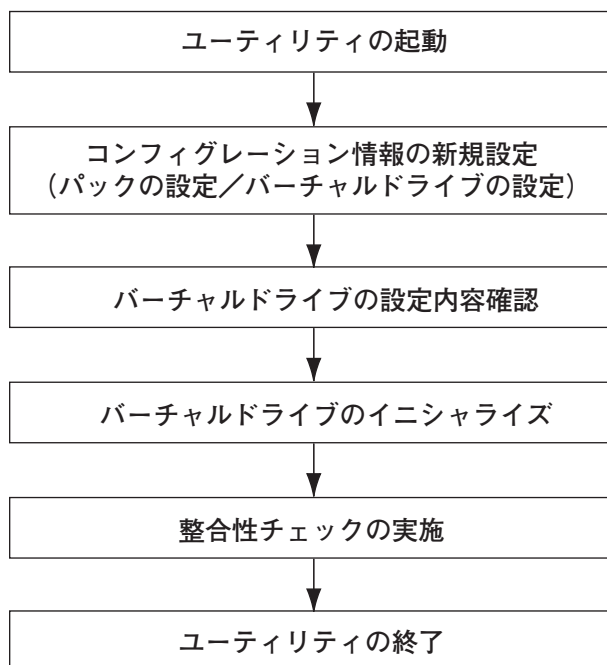 ユーティリティの起動
コンフィグレーション情報の新規設定
（パックの設定／バーチャルドライブの設定）
バーチャルドライブの設定内容確認
バーチャルドライブのイニシャライズ
整合性チェックの実施
ユーティリティの終了